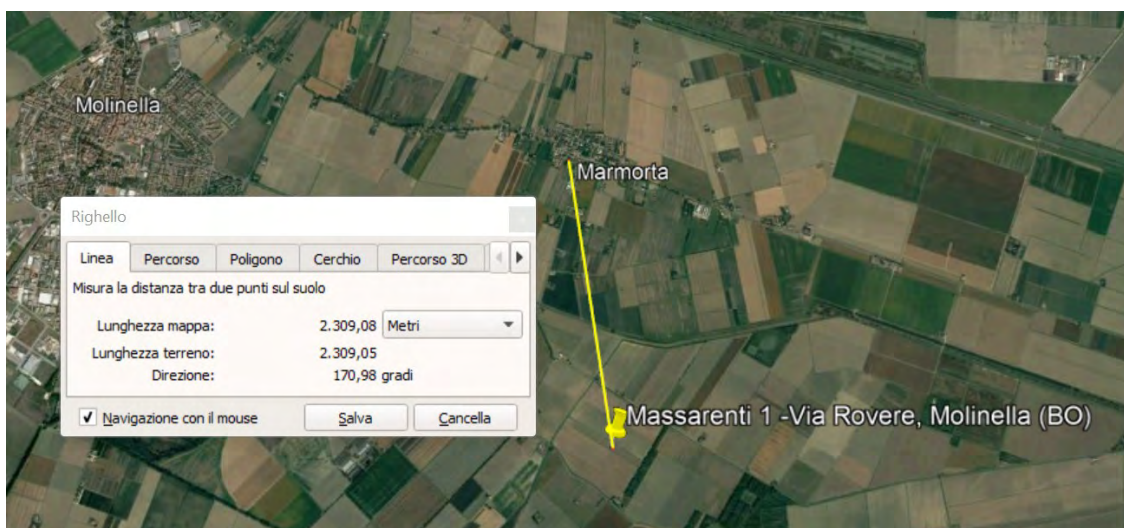 Molinella
Marmorta
Righello
Linea Percorso Poligono Cerchio Percorso 3D
Misura la distanza tra due punti sul suolo
Lunghezza mappa: 2.309,08 Metri
Lunghezza terreno: 2.309,05
Direzione: 170,98 gradi
Navigazione con il mouse Salva Cancella
Massarenti 1 -Via Rovere, Molinella (BO)